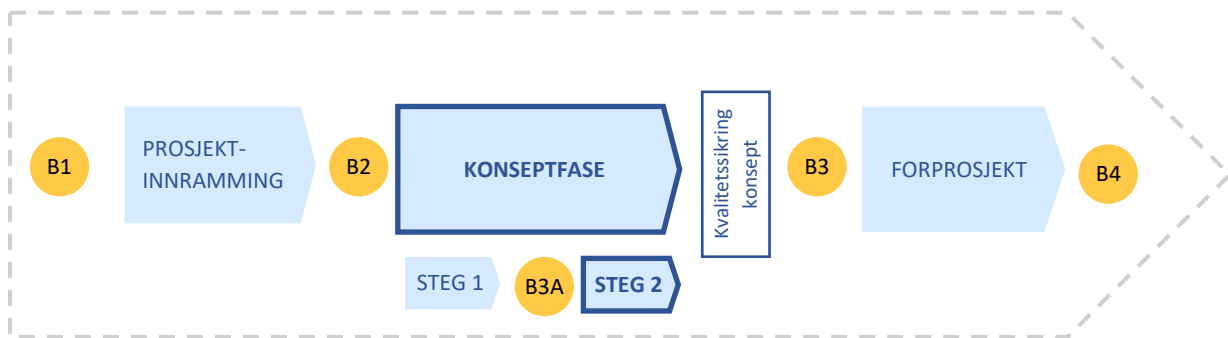 B1
PROSJEKT-
INNRAMMING
B2
KONSEPTFASE
Kvalitetssikring
konsept
B3
FORPROSJEKT
B4
STEG 1
B3A
STEG 2